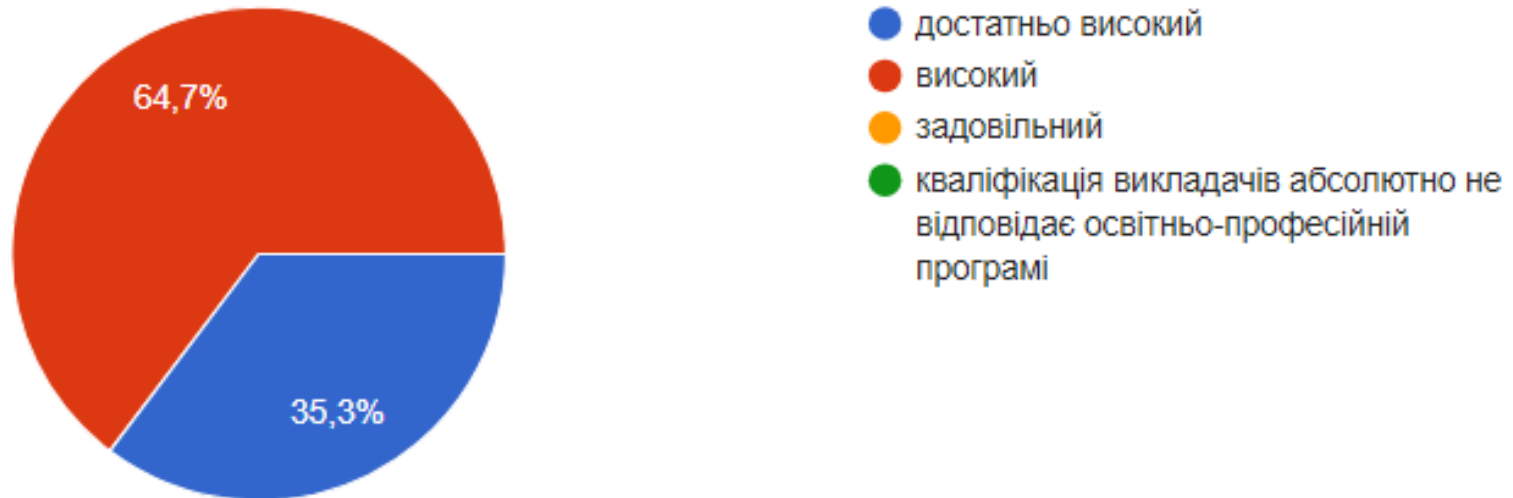 64,7%
35,3%
достатньо високий
високий
задовільний
кваліфікація викладачів абсолютно не
відповідає освітньо-професійній
програмі